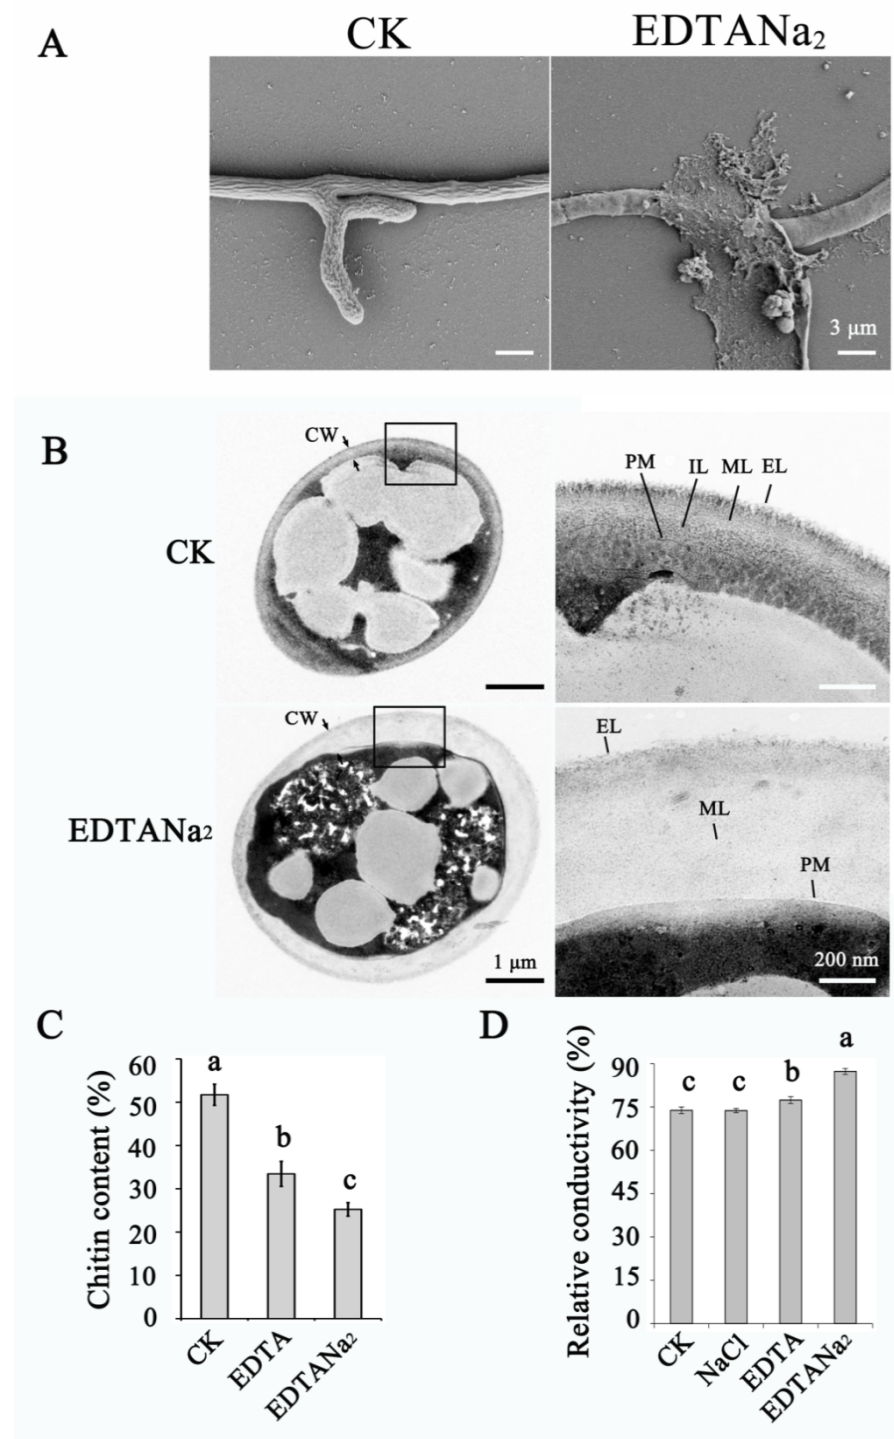 A
CK
EDTANa₂
3 μm
B
CK
CW
PM IL ML EL
EDTANa₂
CW
1 μm
EL
ML
PM
200 nm
C
Chitin content (%)
60
50
40
30
20
10
0
a
b
c
CK
EDTA
EDTANa₂
D
Relative conductivity (%)
90
75
60
45
30
15
0
c
c
b
a
CK
NaCl
EDTA
EDTANa₂